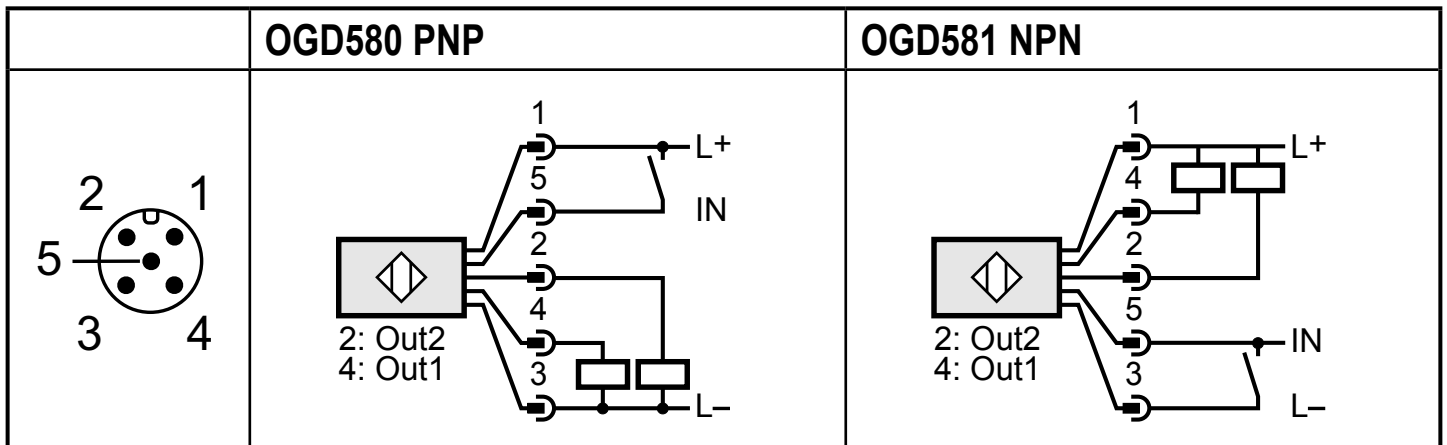 OGD580 PNP
OGD581 NPN
2 1
5
3 4
1
L+
5
IN
2
4
3
L–
2: Out2
4: Out1
1
L+
4
2
5
IN
3
L–
2: Out2
4: Out1